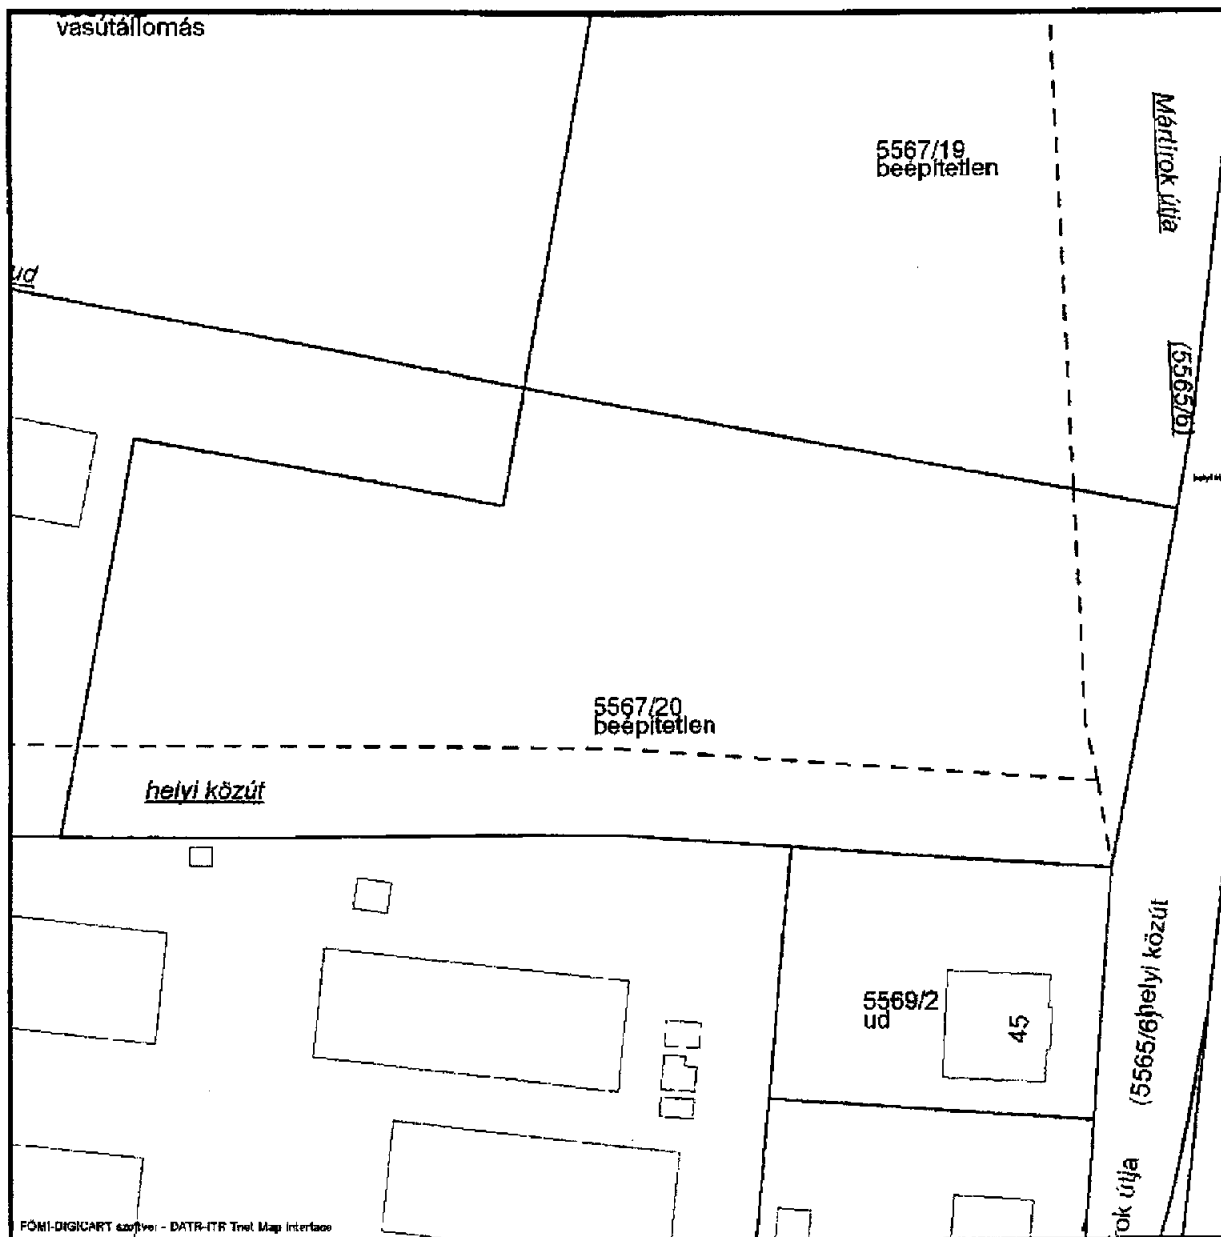 vasútállomás
5567/19
beépítetlen
Mártírok útja
ud
(5565/6)
5567/20
beépítetlen
helyi közút
5569/2
ud
45
(5565/6)helyi közút
rok útja
FÖMI-DIGICART szoftver - DATR-ITR Tnet Map Interface